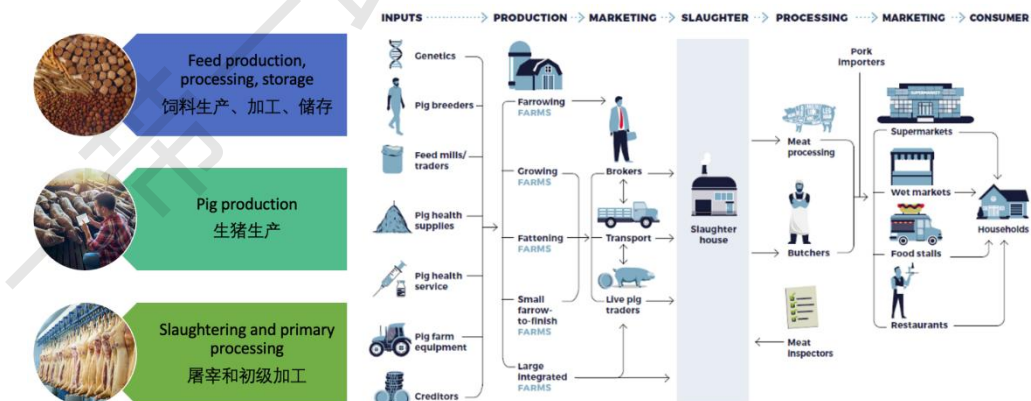 Feed production,
processing, storage
饲料生产、加工、储存
Pig production
生猪生产
Slaughtering and primary
processing
屠宰和初级加工
INPUTS
PRODUCTION
MARKETING
SLAUGHTER
PROCESSING
MARKETING
CONSUMER
Genetics
Pig breeders
Feed mills/
traders
Pig health
supplies
Pig health
service
Pig farm
equipment
Creditors
Farrowing
FARMS
Growing
FARMS
Fattening
FARMS
Small
farrow-
to-finish
FARMS
Large
integrated
FARMS
Brokers
Transport
Live pig
traders
Slaughter
house
Pork
importers
Meat
processing
Butchers
Meat
inspectors
SUPERMARKET
Supermarkets
Wet markets
Food stalls
Restaurants
Households
一带一